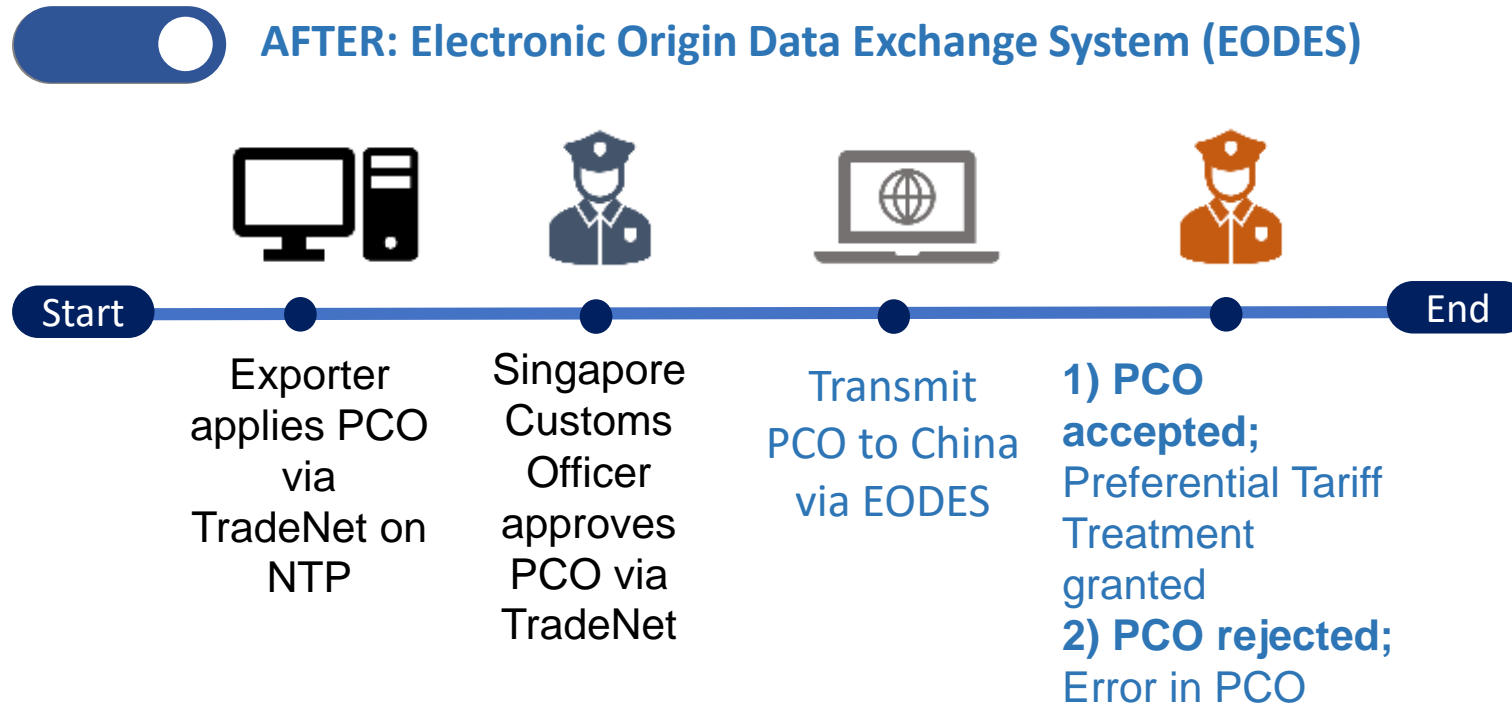 AFTER: Electronic Origin Data Exchange System (EODES)
Start
End
Exporter
applies PCO
via
TradeNet on
NTP
Singapore
Customs
Officer
approves
PCO via
TradeNet
Transmit
PCO to China
via EODES
1) PCO
accepted;
Preferential Tariff
Treatment
granted
2) PCO rejected;
Error in PCO